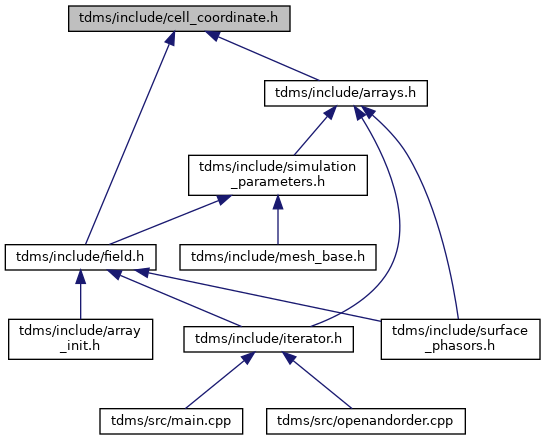 tdms/include/cell_coordinate.h
tdms/include/arrays.h
tdms/include/simulation
_parameters.h
tdms/include/field.h
tdms/include/mesh_base.h
tdms/include/array
_init.h
tdms/include/iterator.h
tdms/include/surface
_phasors.h
tdms/src/main.cpp
tdms/src/openandorder.cpp